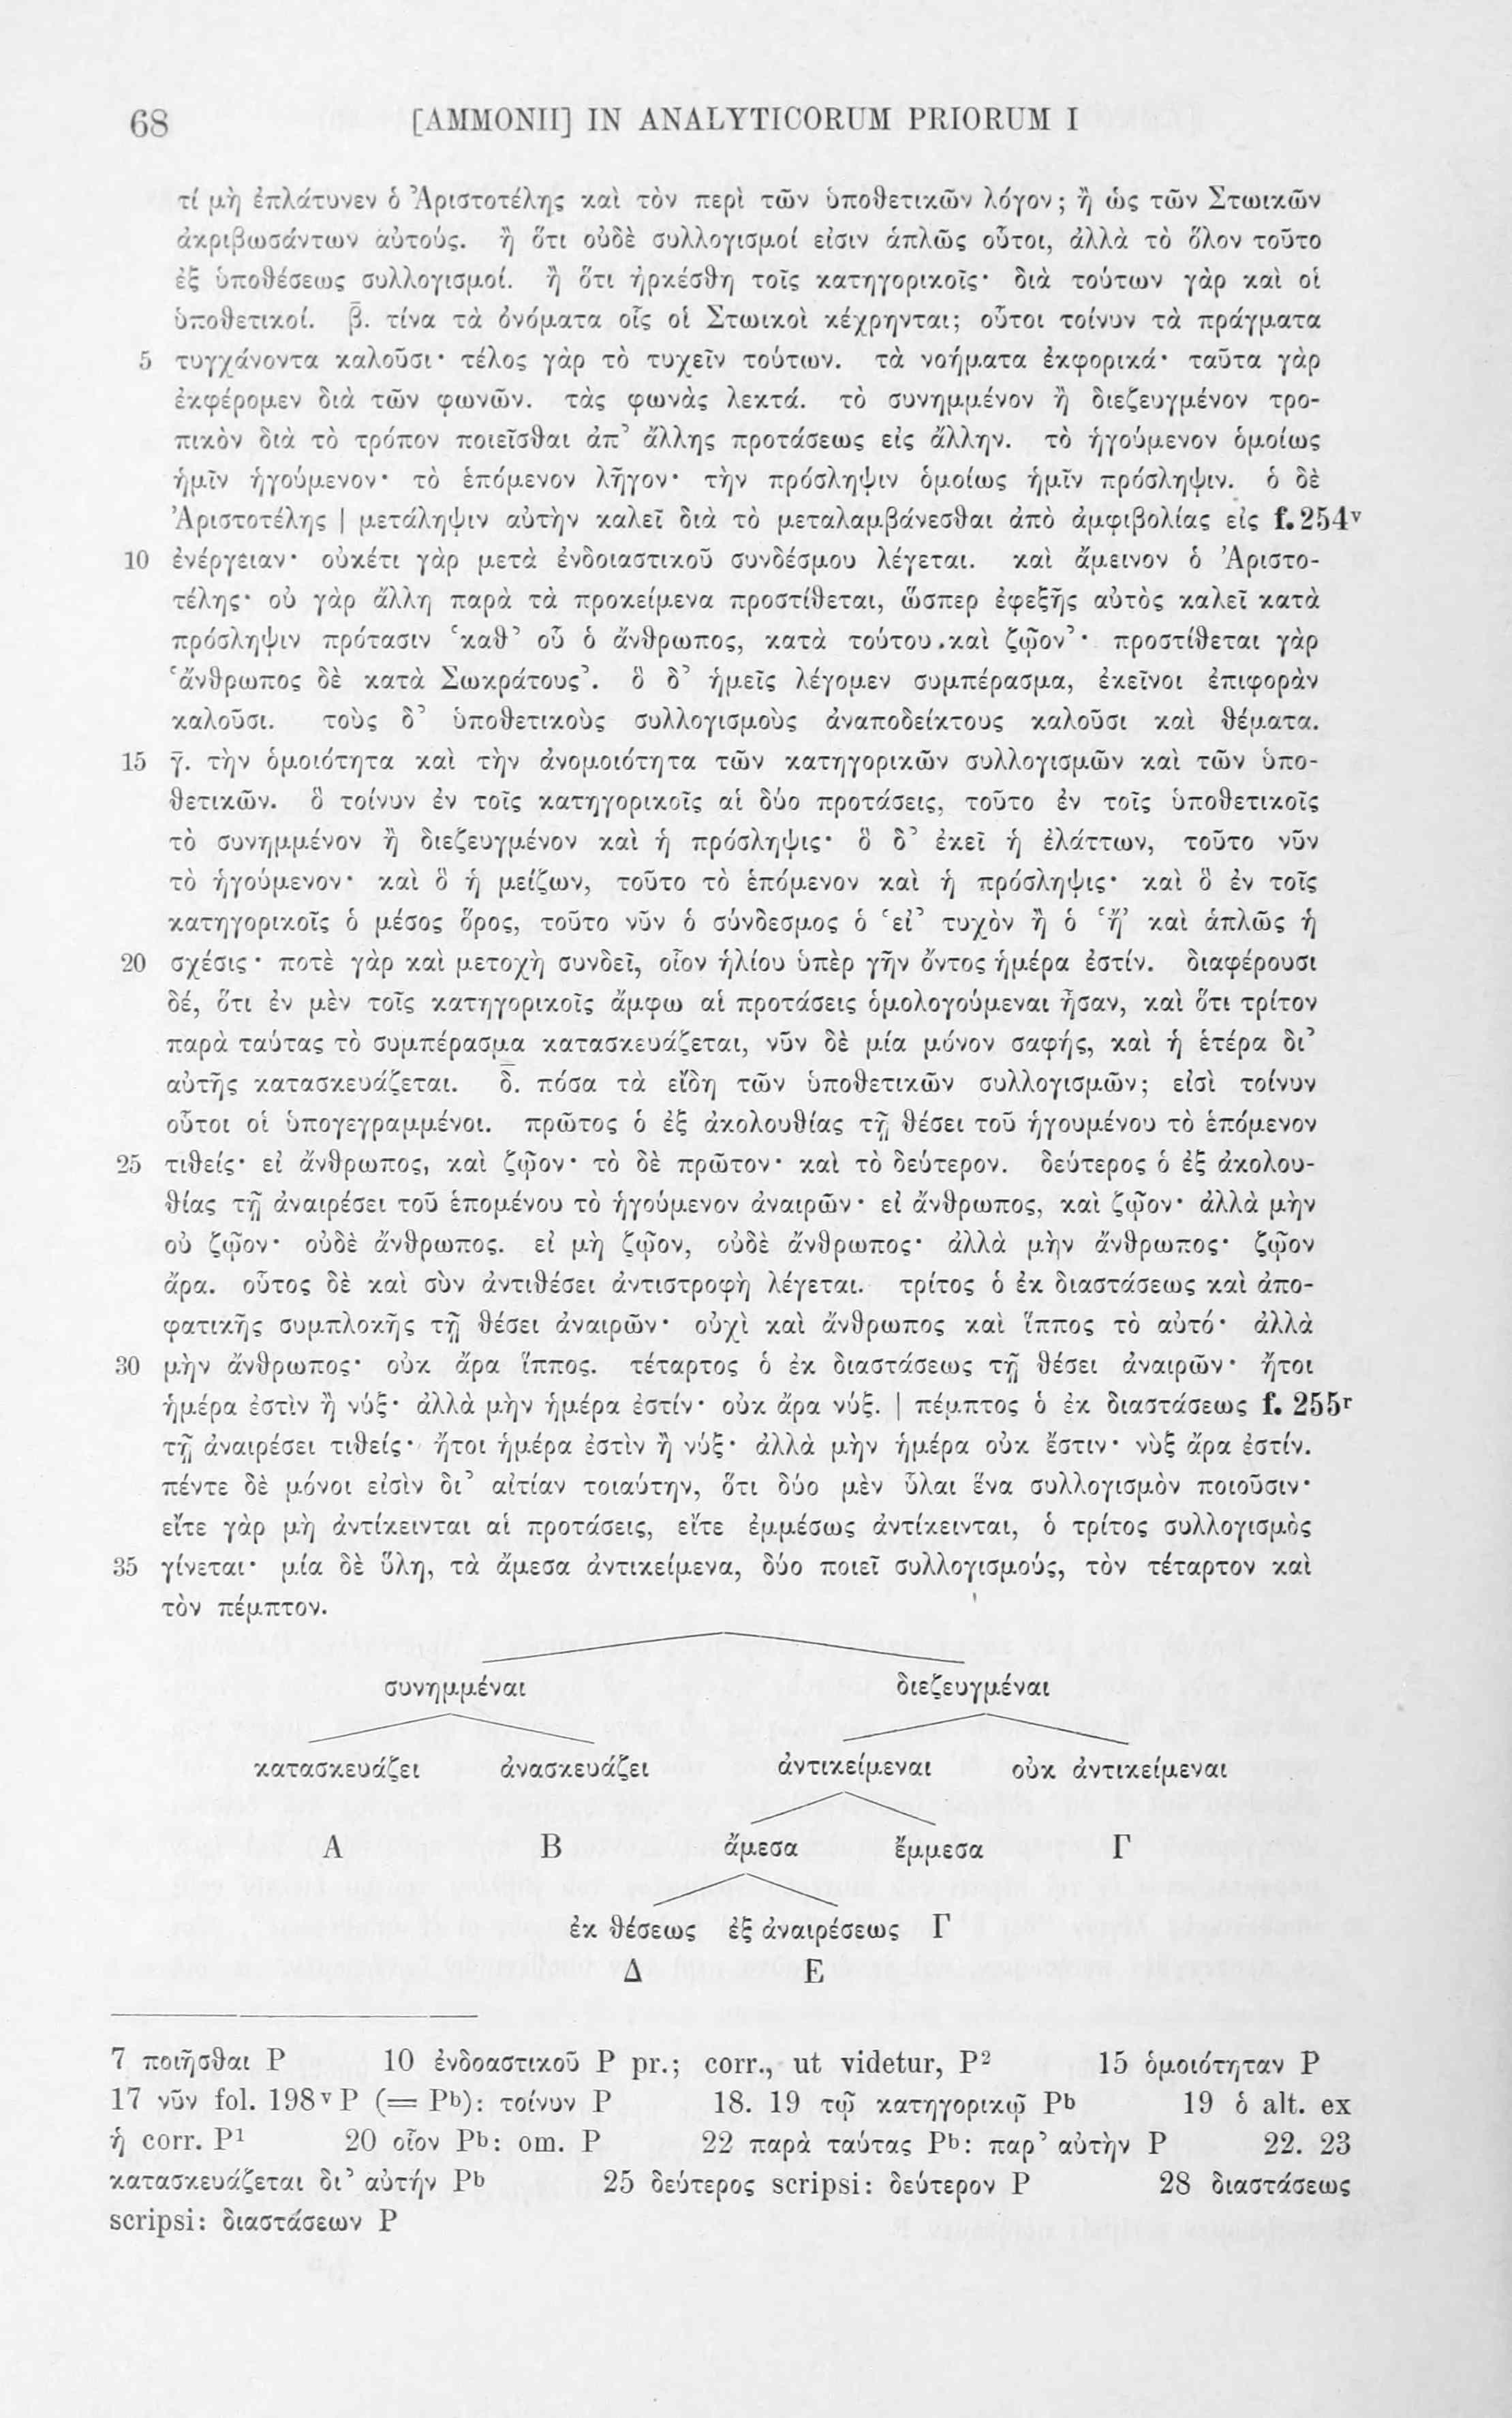 68 [AMMONII] IN ANALYTICORUM PRIORUM I
τί μὴ ἐπλάτυνεν ὁ Ἀριστοτέλης καὶ τὸν περὶ τῶν ὑποθετικῶν λόγον; ἢ ὡς τῶν Στωικῶν
ἀκριβωσάντων αὐτούς. ἢ ὅτι οὐδὲ συλλογισμοί εἰσιν ἁπλῶς οὗτοι, ἀλλὰ τὸ ὅλον τοῦτο
ἐξ ὑποθέσεως συλλογισμοί. ἢ ὅτι ἠρκέσθη τοῖς κατηγορικοῖς· διὰ τούτων γὰρ καὶ οἱ
ὑποθετικοί. β̄. τίνα τὰ ὀνόματα οἷς οἱ Στωικοὶ κέχρηνται; οὗτοι τοίνυν τὰ πράγματα
5 τυγχάνοντα καλοῦσι· τέλος γὰρ τὸ τυχεῖν τούτων. τὰ νοήματα ἐκφορικά· ταῦτα γὰρ
ἐκφέρομεν διὰ τῶν φωνῶν. τὰς φωνὰς λεκτά. τὸ συνημμένον ἢ διεζευγμένον τρο-
πικὸν διὰ τὸ τρόπον ποιεῖσθαι ἀπ’ ἄλλης προτάσεως εἰς ἄλλην. τὸ ἡγούμενον ὁμοίως
ἡμῖν ἡγούμενον· τὸ ἑπόμενον λῆγον· τὴν πρόσληψιν ὁμοίως ἡμῖν πρόσληψιν. ὁ δὲ
Ἀριστοτέλης | μετάληψιν αὐτὴν καλεῖ διὰ τὸ μεταλαμβάνεσθαι ἀπὸ ἀμφιβολίας εἰς f. 254v
10 ἐνέργειαν· οὐκέτι γὰρ μετὰ ἐνδοιαστικοῦ συνδέσμου λέγεται. καὶ ἄμεινον ὁ Ἀριστο-
τέλης· οὐ γὰρ ἄλλη παρὰ τὰ προκείμενα προστίθεται, ὥσπερ ἐφεξῆς αὐτὸς καλεῖ κατὰ
πρόσληψιν πρότασιν ‘καθ’ οὗ ὁ ἄνθρωπος, κατὰ τούτου καὶ ζῷον’· προστίθεται γὰρ
‘ἄνθρωπος δὲ κατὰ Σωκράτους’. ὃ δ’ ἡμεῖς λέγομεν συμπέρασμα, ἐκεῖνοι ἐπιφορὰν
καλοῦσι. τοὺς δ’ ὑποθετικοὺς συλλογισμοὺς ἀναποδείκτους καλοῦσι καὶ θέματα.
15 γ̄. τὴν ὁμοιότητα καὶ τὴν ἀνομοιότητα τῶν κατηγορικῶν συλλογισμῶν καὶ τῶν ὑπο-
θετικῶν. ὃ τοίνυν ἐν τοῖς κατηγορικοῖς αἱ δύο προτάσεις, τοῦτο ἐν τοῖς ὑποθετικοῖς
τὸ συνημμένον ἢ διεζευγμένον καὶ ἡ πρόσληψις· ὃ δ’ ἐκεῖ ἡ ἐλάττων, τοῦτο νῦν
τὸ ἡγούμενον· καὶ ὃ ἡ μείζων, τοῦτο τὸ ἑπόμενον καὶ ἡ πρόσληψις· καὶ ὃ ἐν τοῖς
κατηγορικοῖς ὁ μέσος ὅρος, τοῦτο νῦν ὁ σύνδεσμος ὁ ‘εἰ’ τυχὸν ἢ ὁ ‘ἤ’ καὶ ἁπλῶς ἡ
20 σχέσις· ποτὲ γὰρ καὶ μετοχὴ συνδεῖ, οἷον ἡλίου ὑπὲρ γῆν ὄντος ἡμέρα ἐστίν. διαφέρουσι
δέ, ὅτι ἐν μὲν τοῖς κατηγορικοῖς ἄμφω αἱ προτάσεις ὁμολογούμεναι ἦσαν, καὶ ὅτι τρίτον
παρὰ ταύτας τὸ συμπέρασμα κατασκευάζεται, νῦν δὲ μία μόνον σαφής, καὶ ἡ ἑτέρα δι’
αὐτῆς κατασκευάζεται. δ̄. πόσα τὰ εἴδη τῶν ὑποθετικῶν συλλογισμῶν; εἰσὶ τοίνυν
οὗτοι οἱ ὑπογεγραμμένοι. πρῶτος ὁ ἐξ ἀκολουθίας τῇ θέσει τοῦ ἡγουμένου τὸ ἑπόμενον
25 τιθείς· εἰ ἄνθρωπος, καὶ ζῷον· τὸ δὲ πρῶτον· καὶ τὸ δεύτερον. δεύτερος ὁ ἐξ ἀκολου-
θίας τῇ ἀναιρέσει τοῦ ἑπομένου τὸ ἡγούμενον ἀναιρῶν· εἰ ἄνθρωπος, καὶ ζῷον· ἀλλὰ μὴν
οὐ ζῷον· οὐδὲ ἄνθρωπος. εἰ μὴ ζῷον, οὐδὲ ἄνθρωπος· ἀλλὰ μὴν ἄνθρωπος· ζῷον
ἄρα. οὗτος δὲ καὶ σὺν ἀντιθέσει ἀντιστροφὴ λέγεται. τρίτος ὁ ἐκ διαστάσεως καὶ ἀπο-
φατικῆς συμπλοκῆς τῇ θέσει ἀναιρῶν· οὐχὶ καὶ ἄνθρωπος καὶ ἵππος τὸ αὐτό· ἀλλὰ
30 μὴν ἄνθρωπος· οὐκ ἄρα ἵππος. τέταρτος ὁ ἐκ διαστάσεως τῇ θέσει ἀναιρῶν· ἤτοι
ἡμέρα ἐστὶν ἢ νύξ· ἀλλὰ μὴν ἡμέρα ἐστίν· οὐκ ἄρα νύξ. | πέμπτος ὁ ἐκ διαστάσεως f. 255r
τῇ ἀναιρέσει τιθείς· ἤτοι ἡμέρα ἐστὶν ἢ νύξ· ἀλλὰ μὴν ἡμέρα οὐκ ἔστιν· νὺξ ἄρα ἐστίν.
πέντε δὲ μόνοι εἰσὶν δι’ αἰτίαν τοιαύτην, ὅτι δύο μὲν ὗλαι ἕνα συλλογισμὸν ποιοῦσιν·
εἴτε γὰρ μὴ ἀντίκεινται αἱ προτάσεις, εἴτε ἐμμέσως ἀντίκεινται, ὁ τρίτος συλλογισμὸς
35 γίνεται· μία δὲ ὕλη, τὰ ἄμεσα ἀντικείμενα, δύο ποιεῖ συλλογισμούς, τὸν τέταρτον καὶ
τὸν πέμπτον.
συνημμέναι διεζευγμέναι
κατασκευάζει ἀνασκευάζει ἀντικείμεναι οὐκ ἀντικείμεναι
Α Β ἄμεσα ἔμμεσα Γ
ἐκ θέσεως ἐξ ἀναιρέσεως Γ
Δ Ε
7 ποιῆσθαι P 10 ἐνδοαστικοῦ P pr.; corr., ut videtur, P² 15 ὁμοιότηταν P
17 νῦν fol. 198v P (= Pb): τοίνυν P 18. 19 τῷ κατηγορικῷ Pb 19 ὁ alt. ex
ἡ corr. P¹ 20 οἷον Pb: om. P 22 παρὰ ταύτας Pb: παρ’ αὐτὴν P 22. 23
κατασκευάζεται δι’ αὐτήν Pb 25 δεύτερος scripsi: δεύτερον P 28 διαστάσεως
scripsi: διαστάσεων P